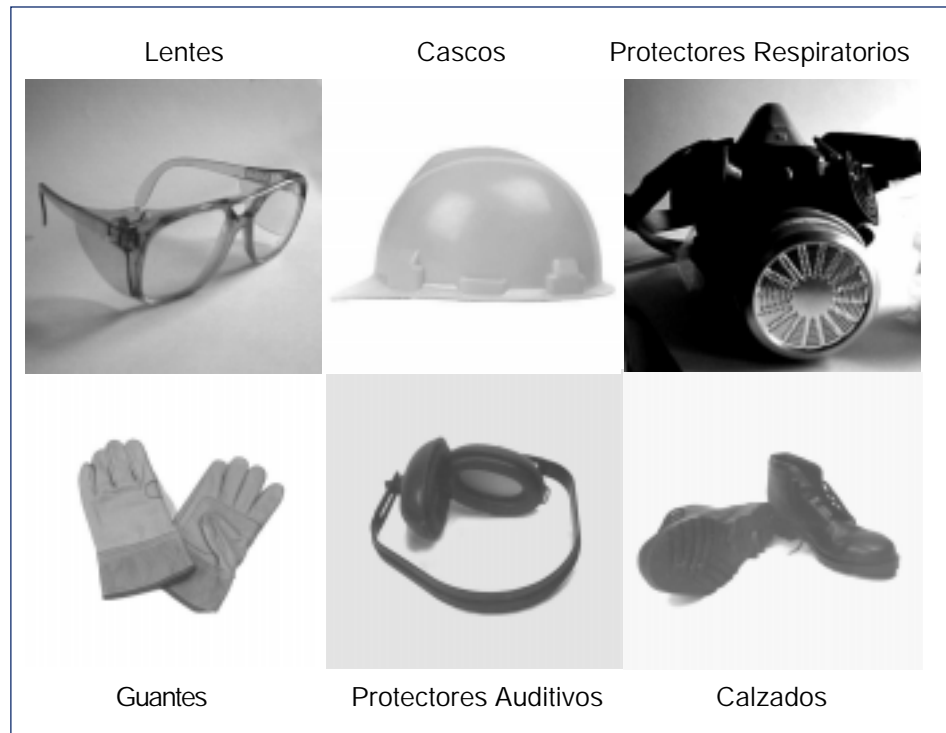 Lentes
Cascos
Protectores Respiratorios
Guantes
Protectores Auditivos
Calzados